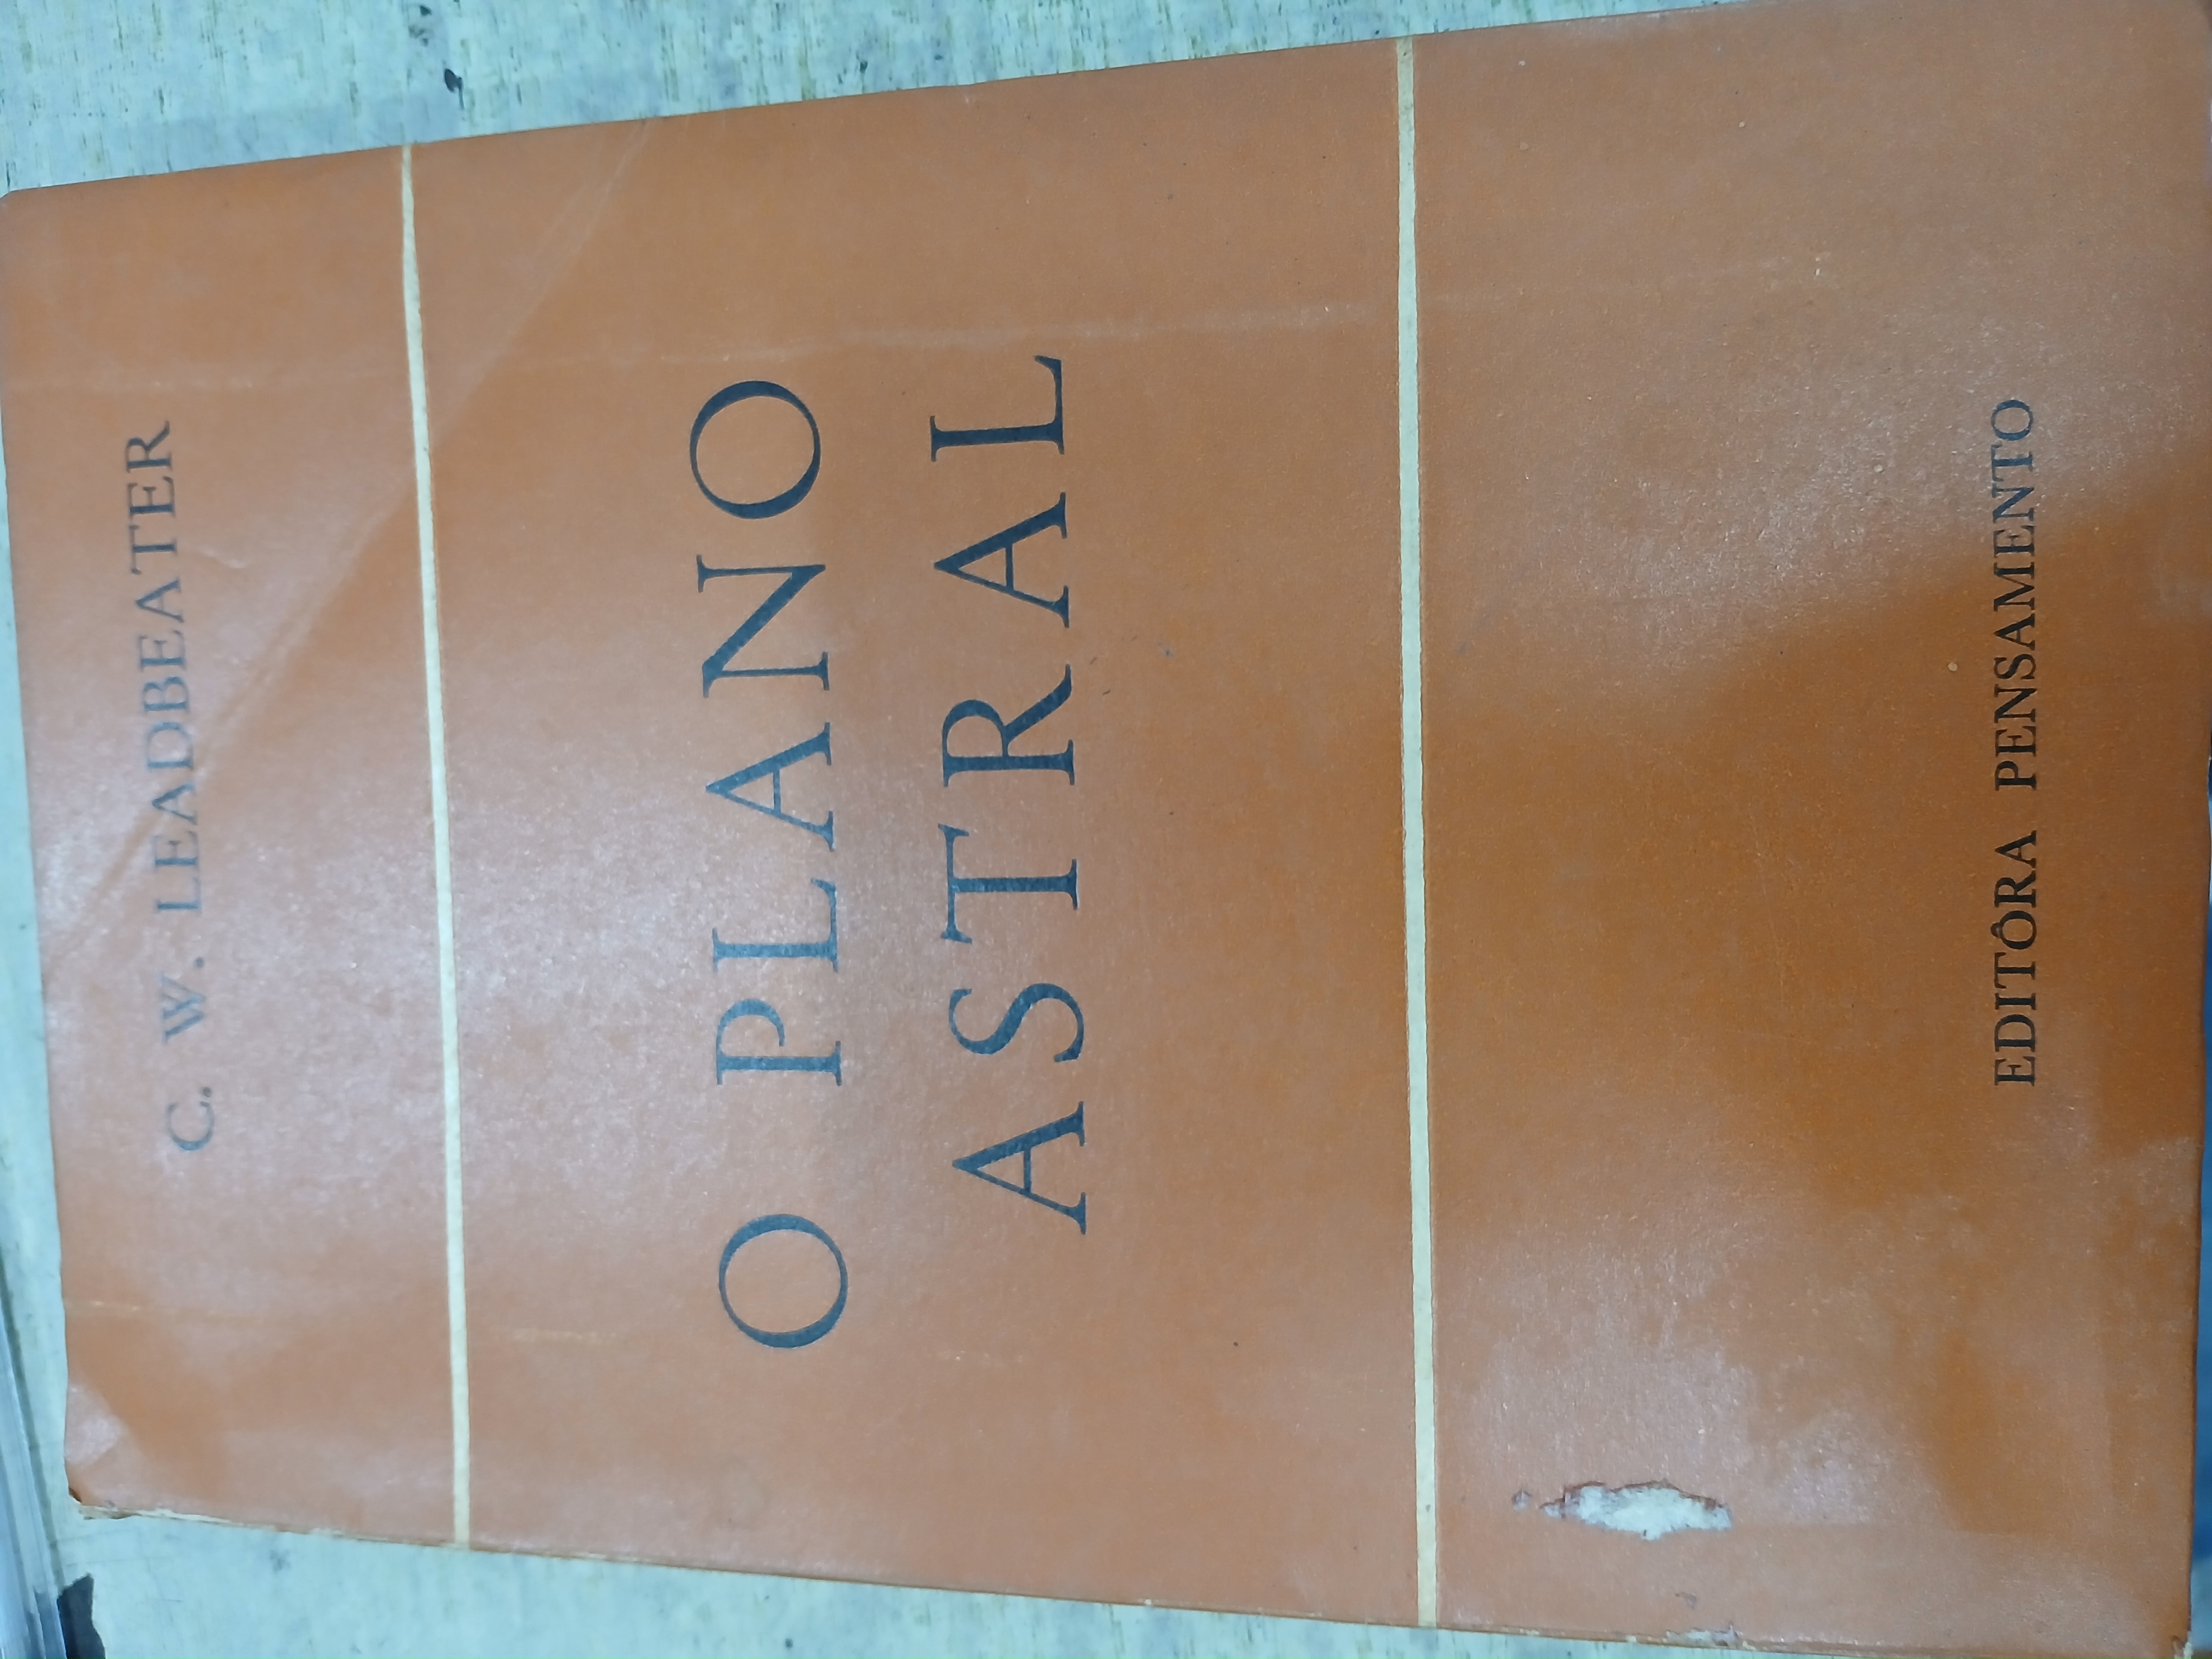 C. W. LEADBEATER
O PLANO
ASTRAL
EDITÔRA PENSAMENTO